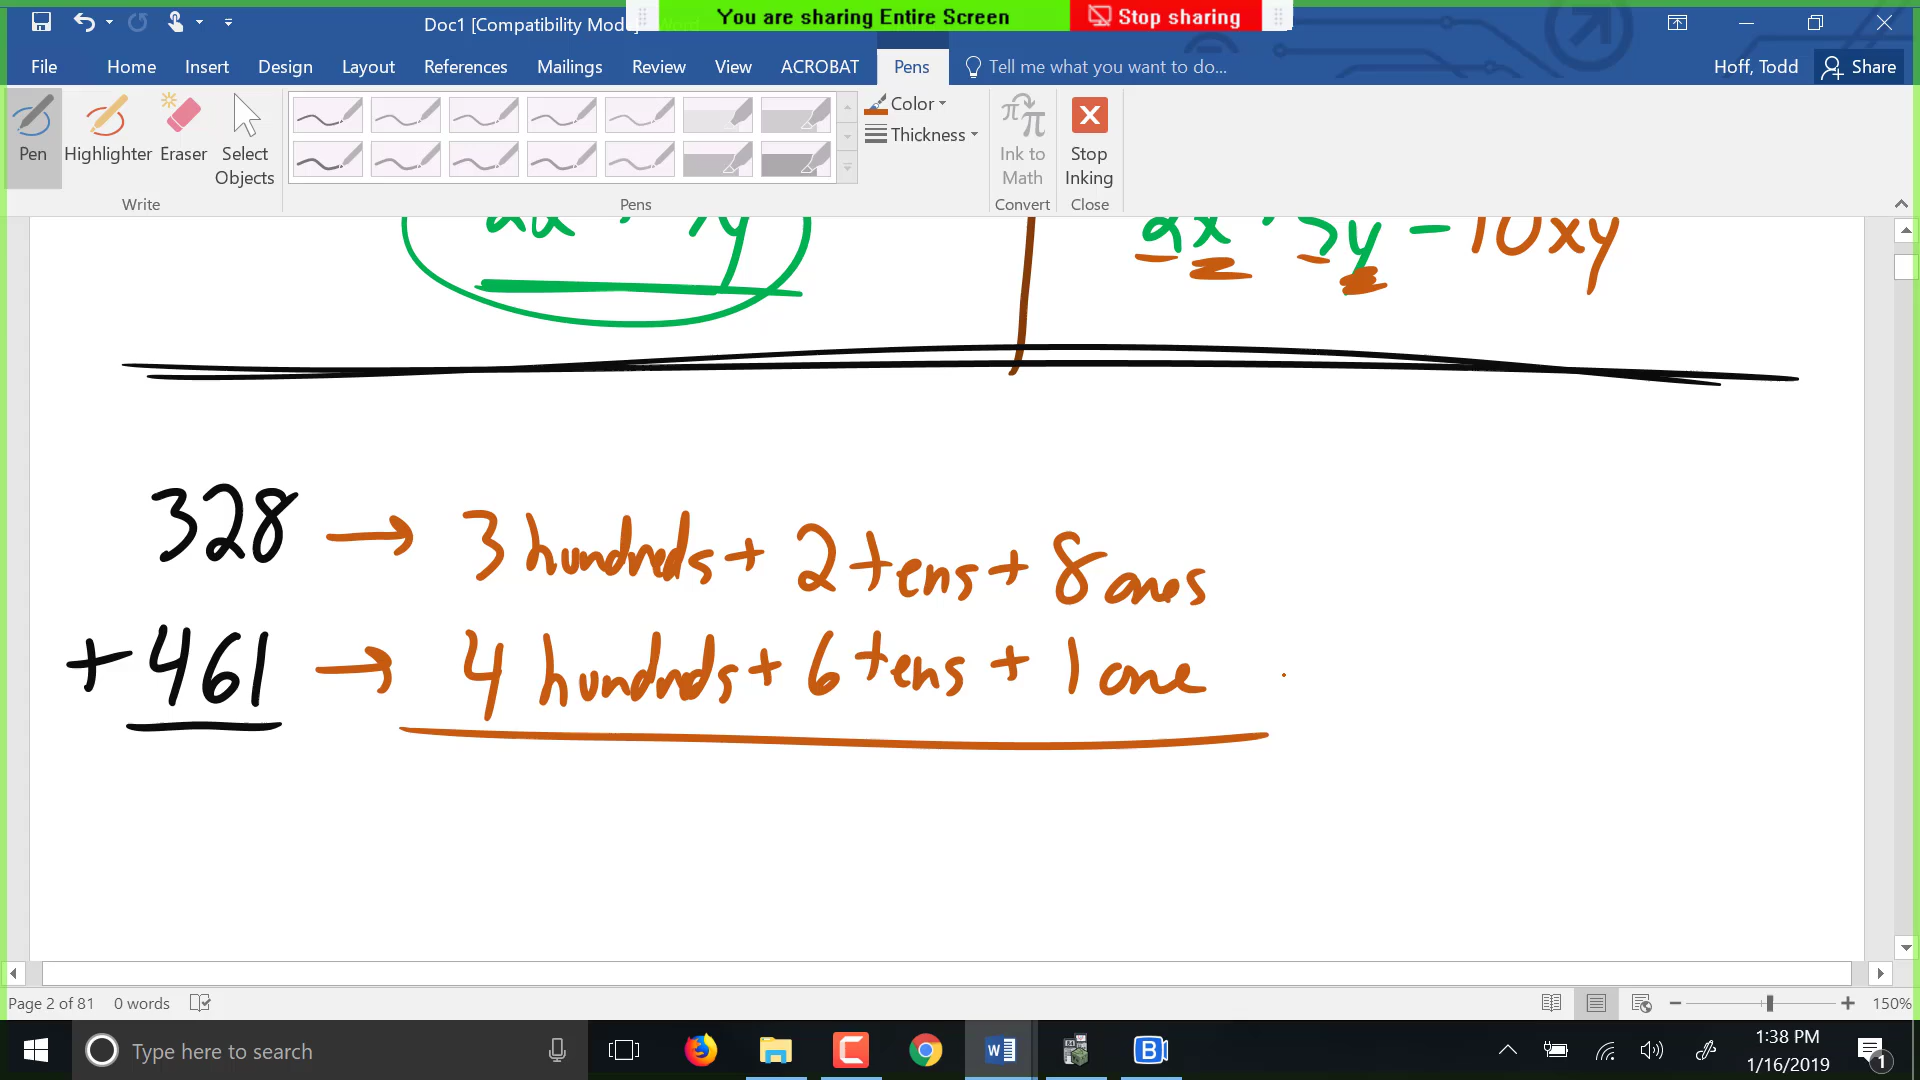 Doc1 [Compatibility Mod
You are sharing Entire Screen
Stop sharing
File Home Insert Design Layout References Mailings Review View ACROBAT Pens Tell me what you want to do... Hoff, Todd Share
Pen Highlighter Eraser Select Objects
Color
Thickness
Ink to Math
Stop Inking
Write Pens Convert Close
2x · 5y - 10xy
328 → 3 hundreds + 2 tens + 8 ones
+ 461 → 4 hundreds + 6 tens + 1 one
Page 2 of 81 0 words 150%
Type here to search
1:38 PM
1/16/2019
1